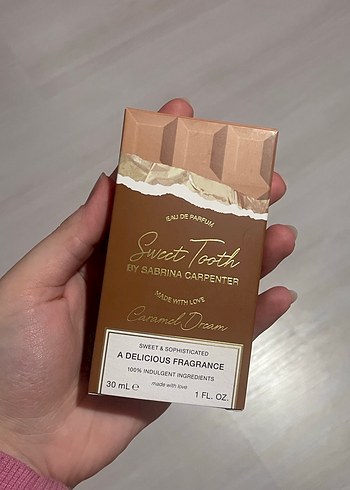 EAU DE PARFUM
Sweet Tooth
BY SABRINA CARPENTER
MADE WITH LOVE
Caramel Dream
SWEET & SOPHISTICATED
A DELICIOUS FRAGRANCE
100% INDULGENT INGREDIENTS
made with love
30 mL ℮ 1 FL. OZ.